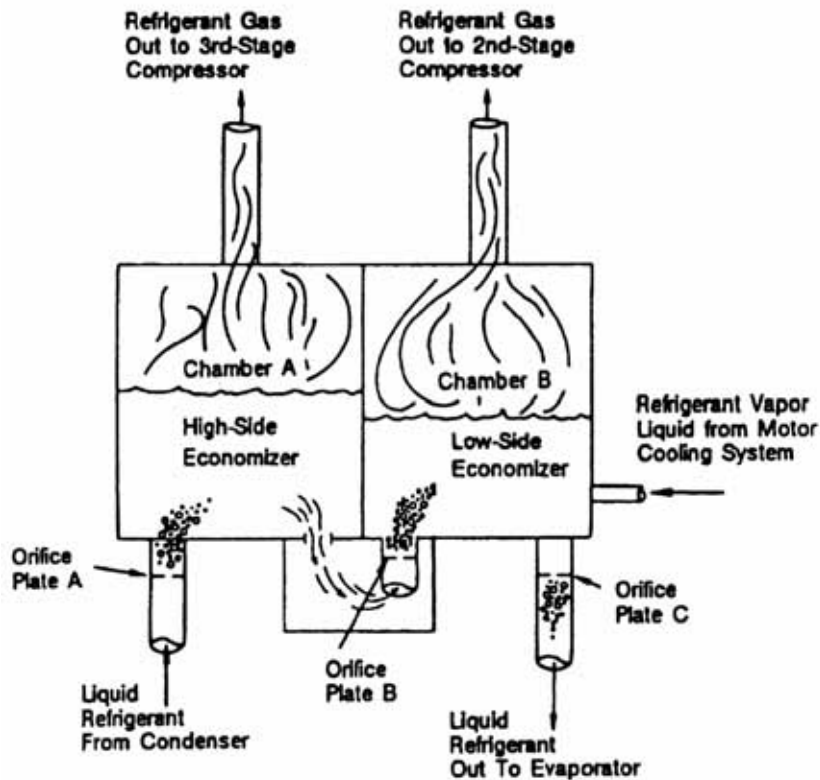 Refrigerant Gas
Out to 3rd-Stage
Compressor
Refrigerant Gas
Out to 2nd-Stage
Compressor
Chamber A
Chamber B
High-Side
Economizer
Low-Side
Economizer
Refrigerant Vapor
Liquid from Motor
Cooling System
Orifice
Plate A
Orifice
Plate B
Orifice
Plate C
Liquid
Refrigerant
From Condenser
Liquid
Refrigerant
Out To Evaporator